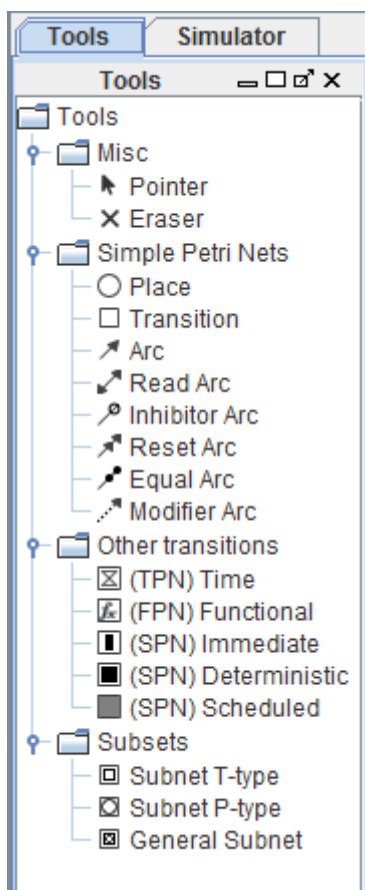 Tools Simulator
Tools
Tools
Misc
Pointer
Eraser
Simple Petri Nets
Place
Transition
Arc
Read Arc
Inhibitor Arc
Reset Arc
Equal Arc
Modifier Arc
Other transitions
(TPN) Time
(FPN) Functional
(SPN) Immediate
(SPN) Deterministic
(SPN) Scheduled
Subsets
Subnet T-type
Subnet P-type
General Subnet